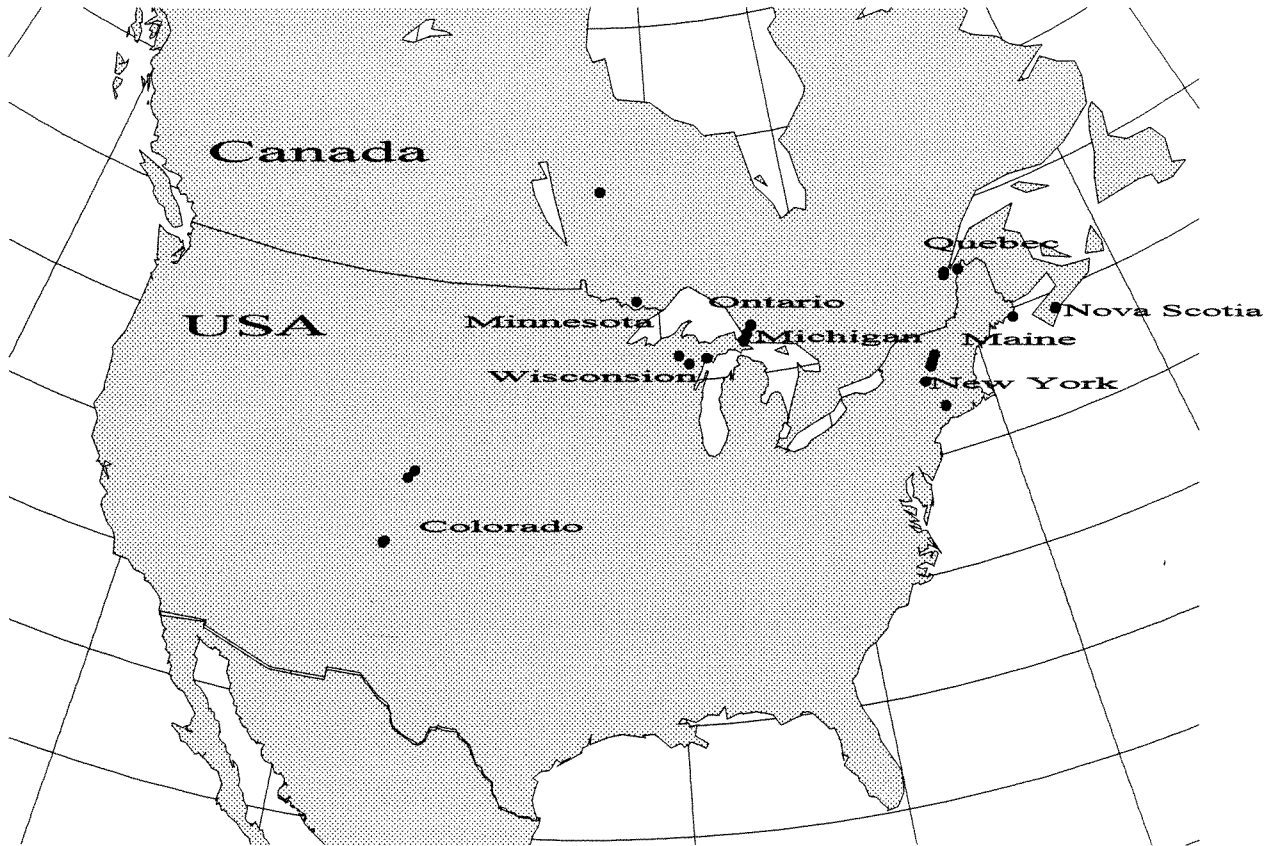 Canada
Quebec
Ontario
Nova Scotia
USA
Minnesota
Michigan
Maine
Wisconsion
New York
Colorado